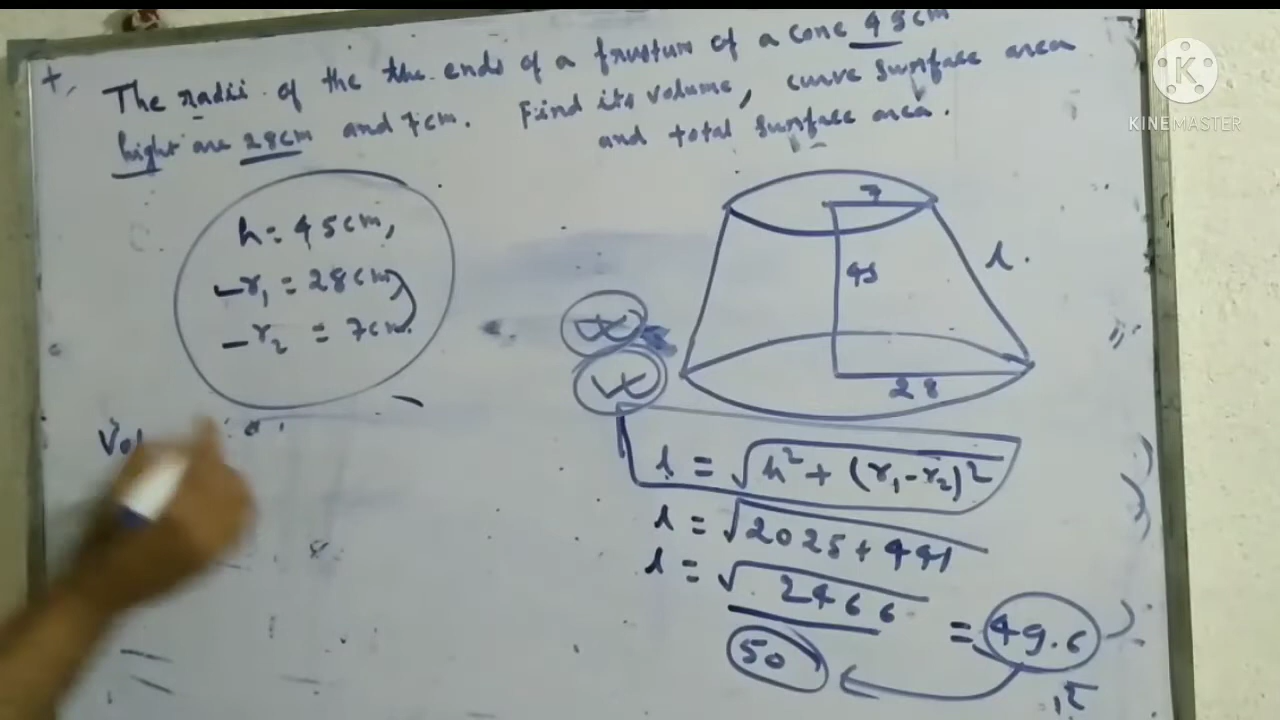 The radii of the the ends of a frustum of a cone 45cm
hight are 28cm and 7cm. Find its volume, curve surface area
and total surface area.
K
KINEMASTER
h = 45cm,
r₁ = 28cm
r₂ = 7cm.
7
45
l.
28
Vol
l = √h² + (r₁-r₂)²
l = √2025 + 441
l = √2466
= 49.6
50